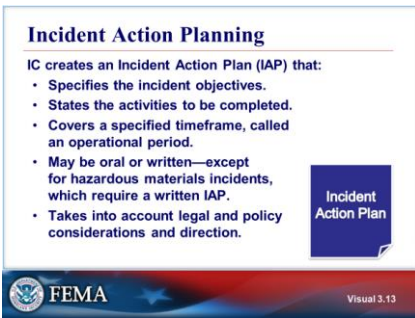 Incident Action Planning
IC creates an Incident Action Plan (IAP) that:
• Specifies the incident objectives.
• States the activities to be completed.
• Covers a specified timeframe, called
an operational period.
• May be oral or written—except
for hazardous materials incidents,
which require a written IAP.
• Takes into account legal and policy
considerations and direction.
Incident
Action Plan
FEMA
Visual 3.13